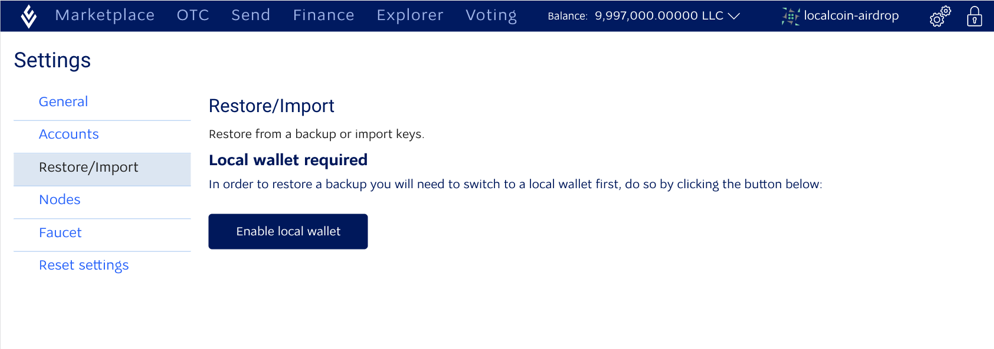 Marketplace OTC Send Finance Explorer Voting Balance: 9,997,000.00000 LLC localcoin-airdrop
Settings
General
Accounts
Restore/Import
Nodes
Faucet
Reset settings
Restore/Import
Restore from a backup or import keys.
Local wallet required
In order to restore a backup you will need to switch to a local wallet first, do so by clicking the button below:
Enable local wallet